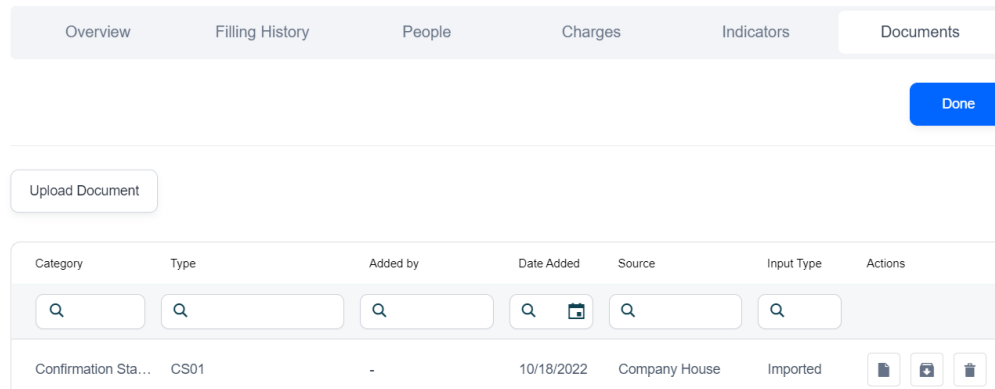 Overview Filling History People Charges Indicators Documents
Done
Upload Document
Category Type Added by Date Added Source Input Type Actions
Confirmation Sta... CS01 - 10/18/2022 Company House Imported